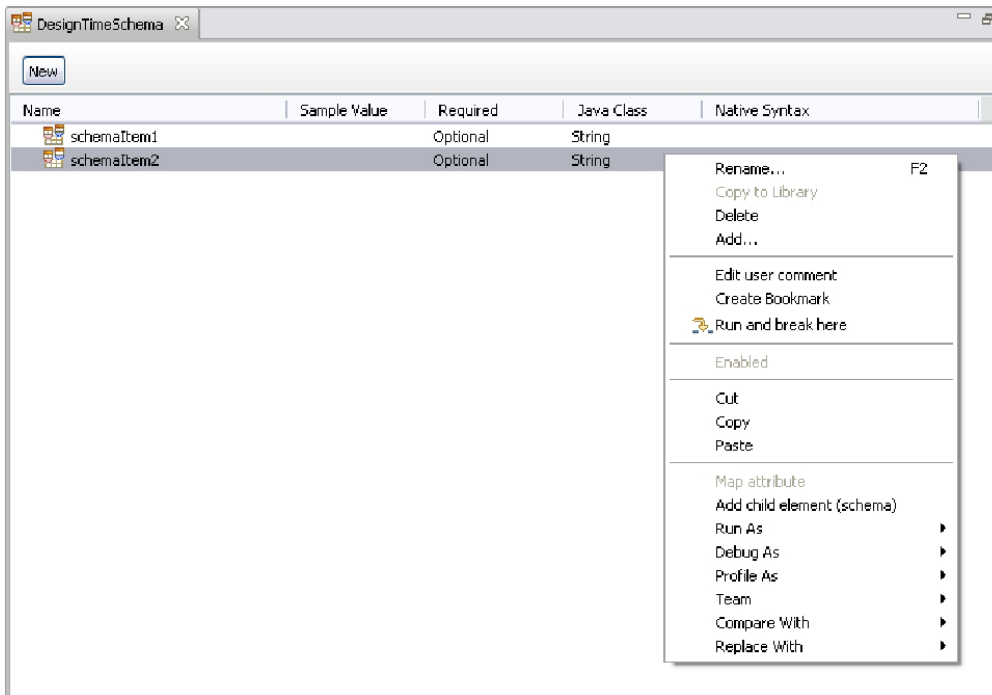 DesignTimeSchema
New
Name Sample Value Required Java Class Native Syntax
schemaItem1 Optional String
schemaItem2 Optional String
Rename... F2
Copy to Library
Delete
Add...
Edit user comment
Create Bookmark
Run and break here
Enabled
Cut
Copy
Paste
Map attribute
Add child element (schema)
Run As
Debug As
Profile As
Team
Compare With
Replace With